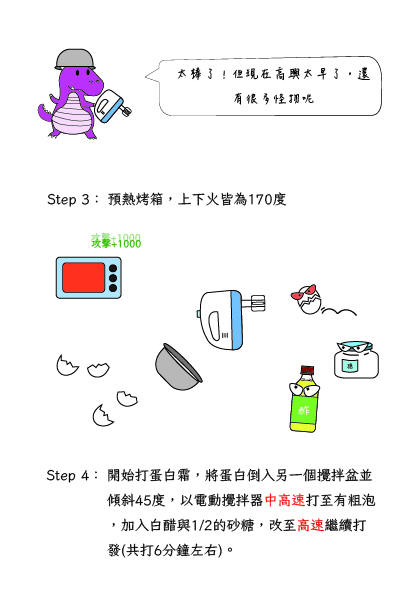 太棒了！但現在高興太早了，還
有很多怪物呢
Step 3： 預熱烤箱，上下火皆為170度
攻擊+1000
攻擊+1000
糖
酢
Step 4： 開始打蛋白霜，將蛋白倒入另一個攪拌盆並
傾斜45度，以電動攪拌器中高速打至有粗泡
，加入白醋與1/2的砂糖，改至高速繼續打
發(共打6分鐘左右)。